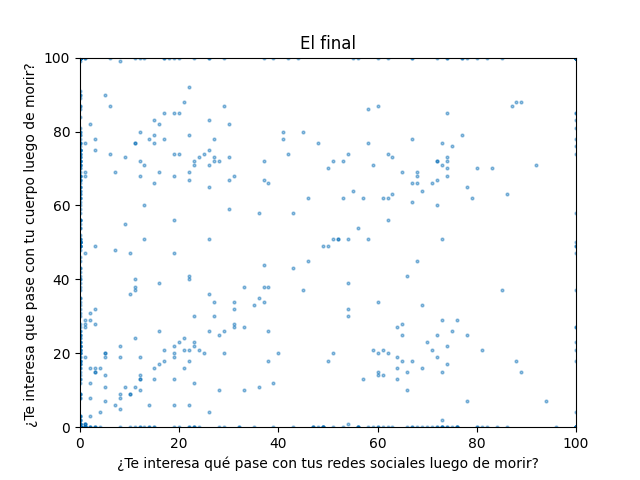 El final
100
80
60
40
20
0
¿Te interesa que pase con tu cuerpo luego de morir?
0 20 40 60 80 100
¿Te interesa qué pase con tus redes sociales luego de morir?